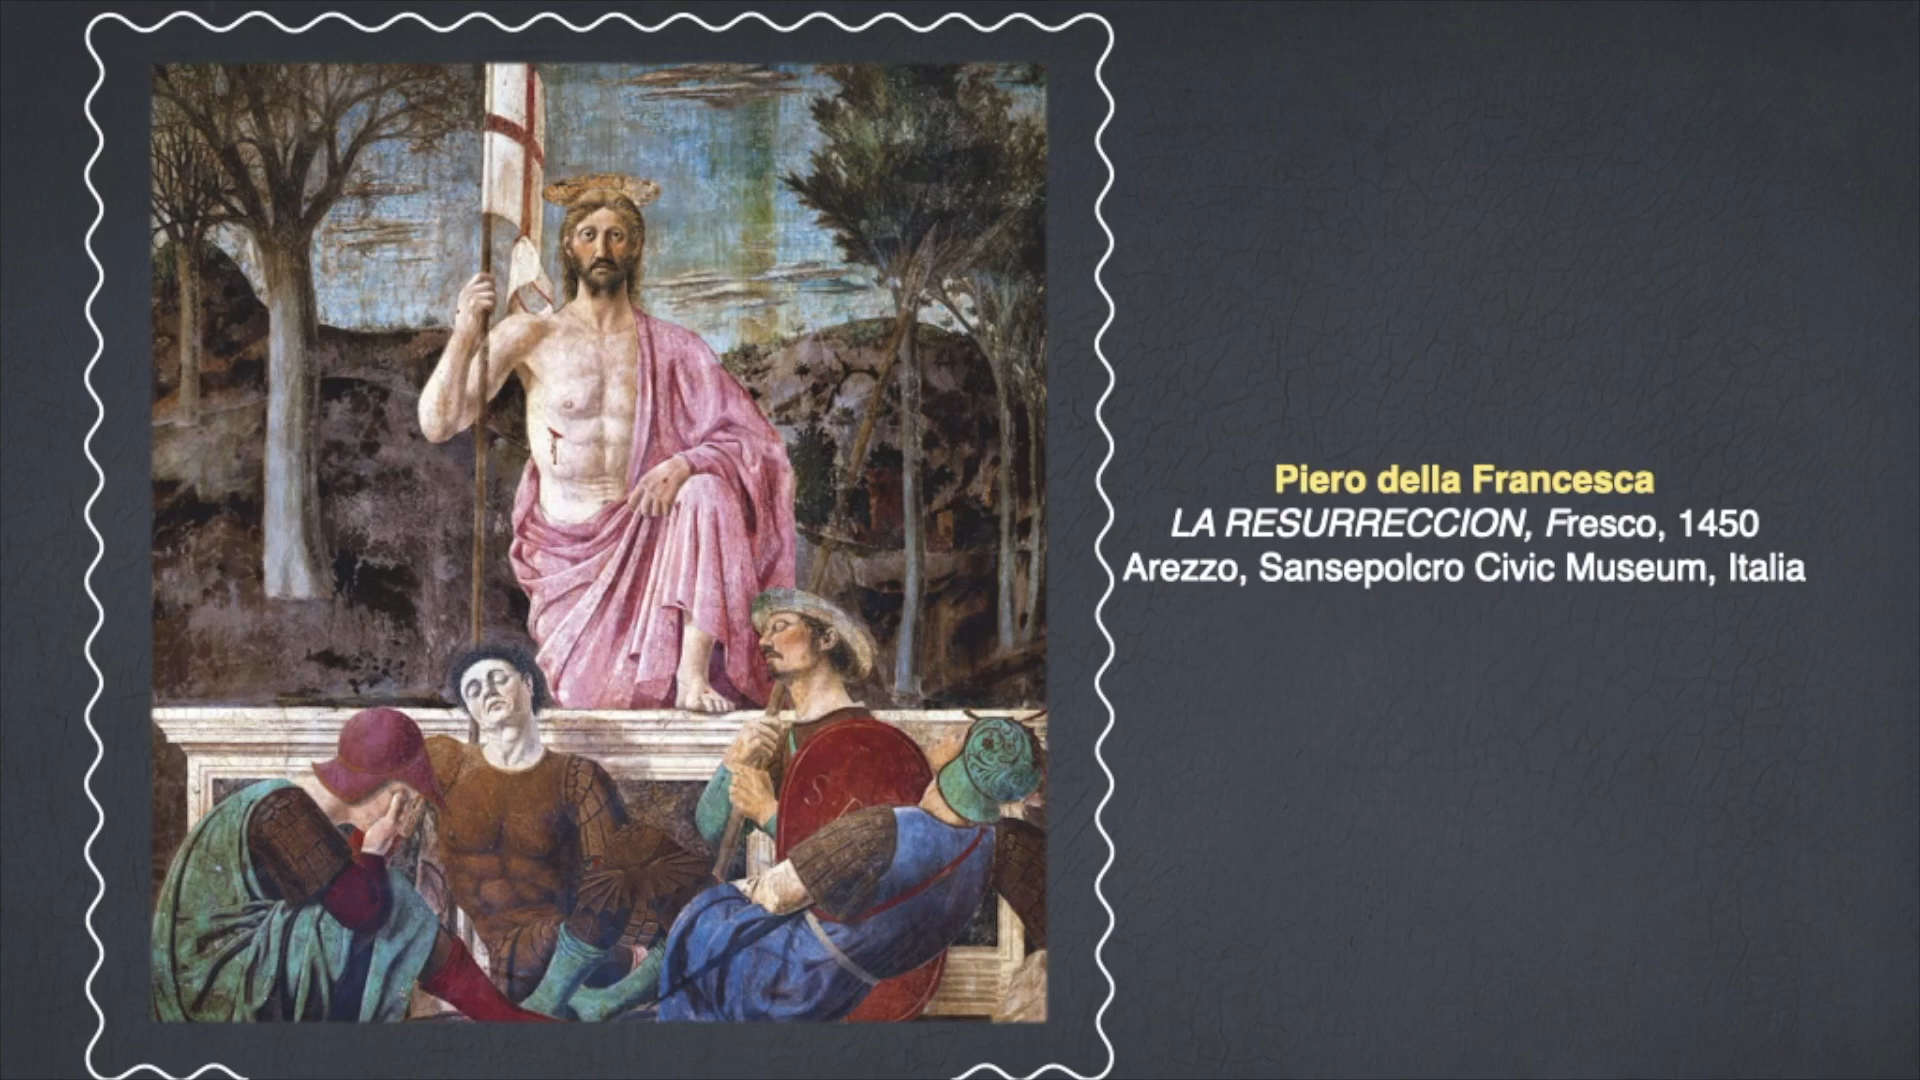 Piero della Francesca
LA RESURRECCION, Fresco, 1450
Arezzo, Sansepolcro Civic Museum, Italia